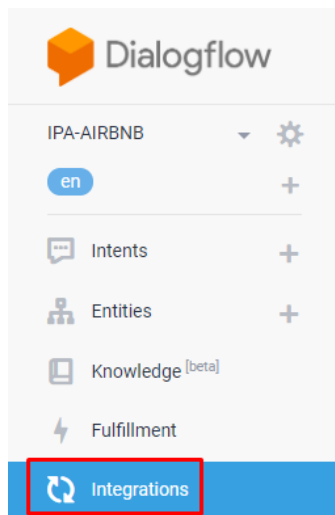 Dialogflow
IPA-AIRBNB
en
Intents
Entities
Knowledge [beta]
Fulfillment
Integrations